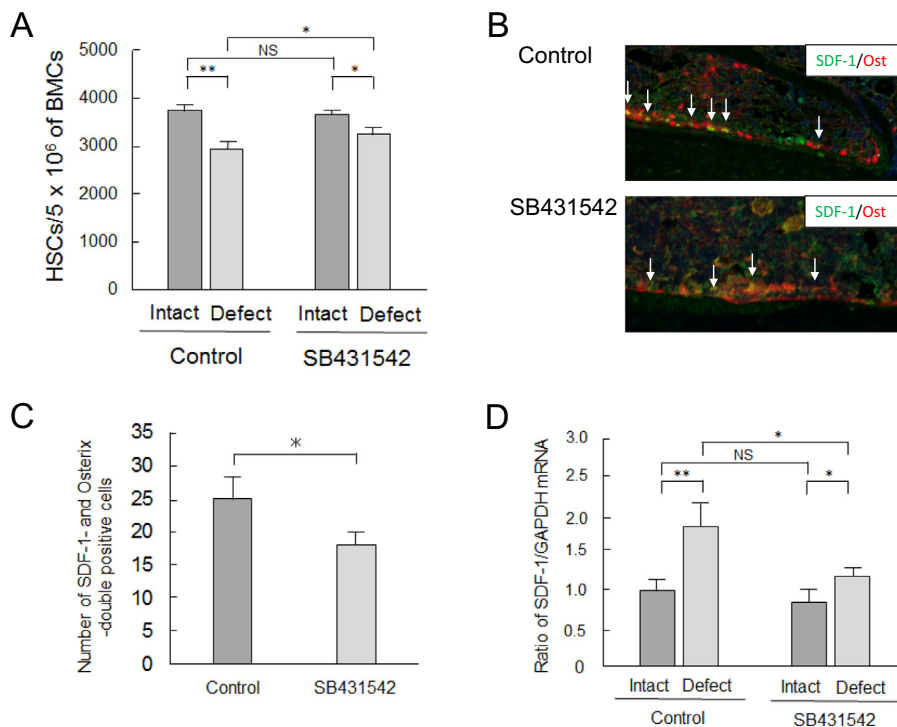 A
HSCs/5 x 10⁶ of BMCs
5000
4000
3000
2000
1000
0
*
NS
**
*
Intact Defect Intact Defect
Control SB431542
B
Control
SDF-1/Ost
SB431542
SDF-1/Ost
C
Number of SDF-1- and Osterix
-double positive cells
35
30
25
20
15
10
5
0
*
Control SB431542
D
Ratio of SDF-1/GAPDH mRNA
3.0
2.5
2.0
1.5
1.0
0.5
0
*
NS
**
*
Intact Defect Intact Defect
Control SB431542